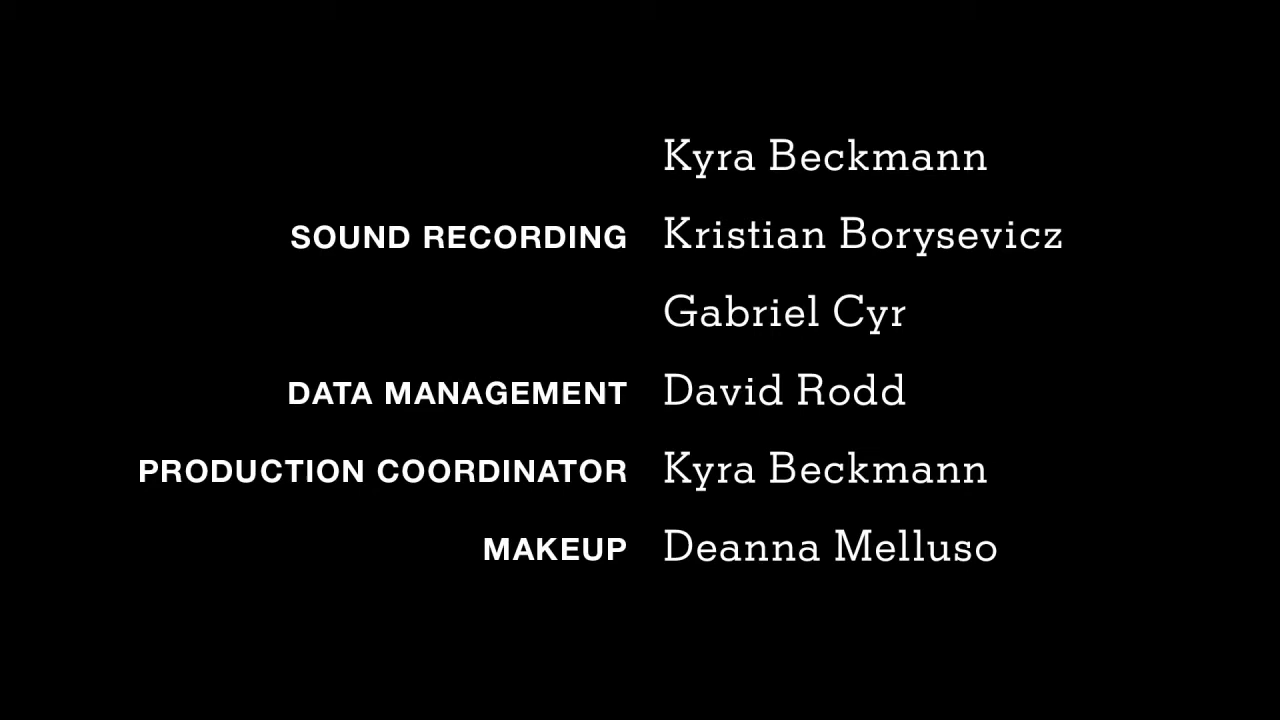 Kyra Beckmann
SOUND RECORDING Kristian Borysevicz
Gabriel Cyr
DATA MANAGEMENT David Rodd
PRODUCTION COORDINATOR Kyra Beckmann
MAKEUP Deanna Melluso